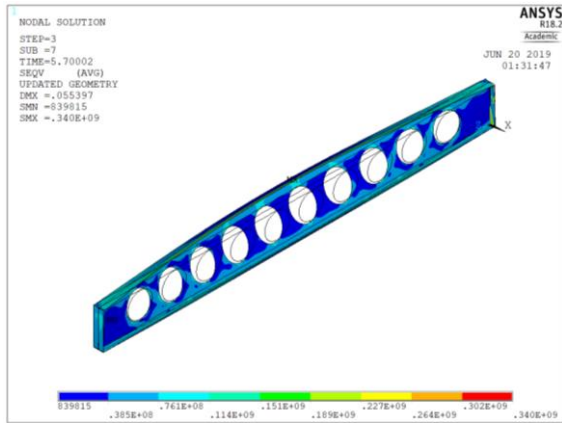 1
NODAL SOLUTION
STEP=3
SUB =7
TIME=5.70002
SEQV (AVG)
UPDATED GEOMETRY
DMX =.055397
SMN =839815
SMX =.340E+09
ANSYS
R18.2
Academic
JUN 20 2019
01:31:47
X
839815 .761E+08 .151E+09 .227E+09 .302E+09
.385E+08 .114E+09 .189E+09 .264E+09 .340E+09